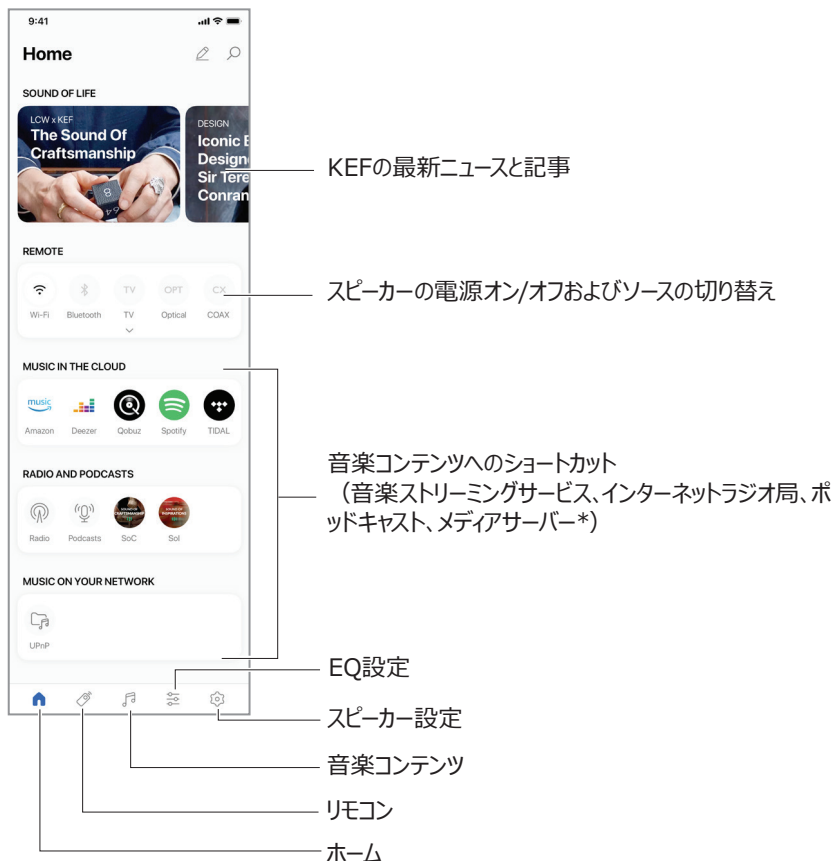 9:41
Home
SOUND OF LIFE
LCW x KEF
The Sound Of
Craftsmanship
DESIGN
Iconic
Design
Sir Tere
Conran
KEFの最新ニュースと記事
REMOTE
TV OPT CX
Wi-Fi Bluetooth TV Optical COAX
スピーカーの電源オン/オフおよびソースの切り替え
MUSIC IN THE CLOUD
music
Amazon Deezer Qobuz Spotify TIDAL
音楽コンテンツへのショートカット
（音楽ストリーミングサービス、インターネットラジオ局、ポ
ッドキャスト、メディアサーバー*）
RADIO AND PODCASTS
Radio Podcasts SoC Sol
MUSIC ON YOUR NETWORK
UPnP
EQ設定
スピーカー設定
音楽コンテンツ
リモコン
ホーム